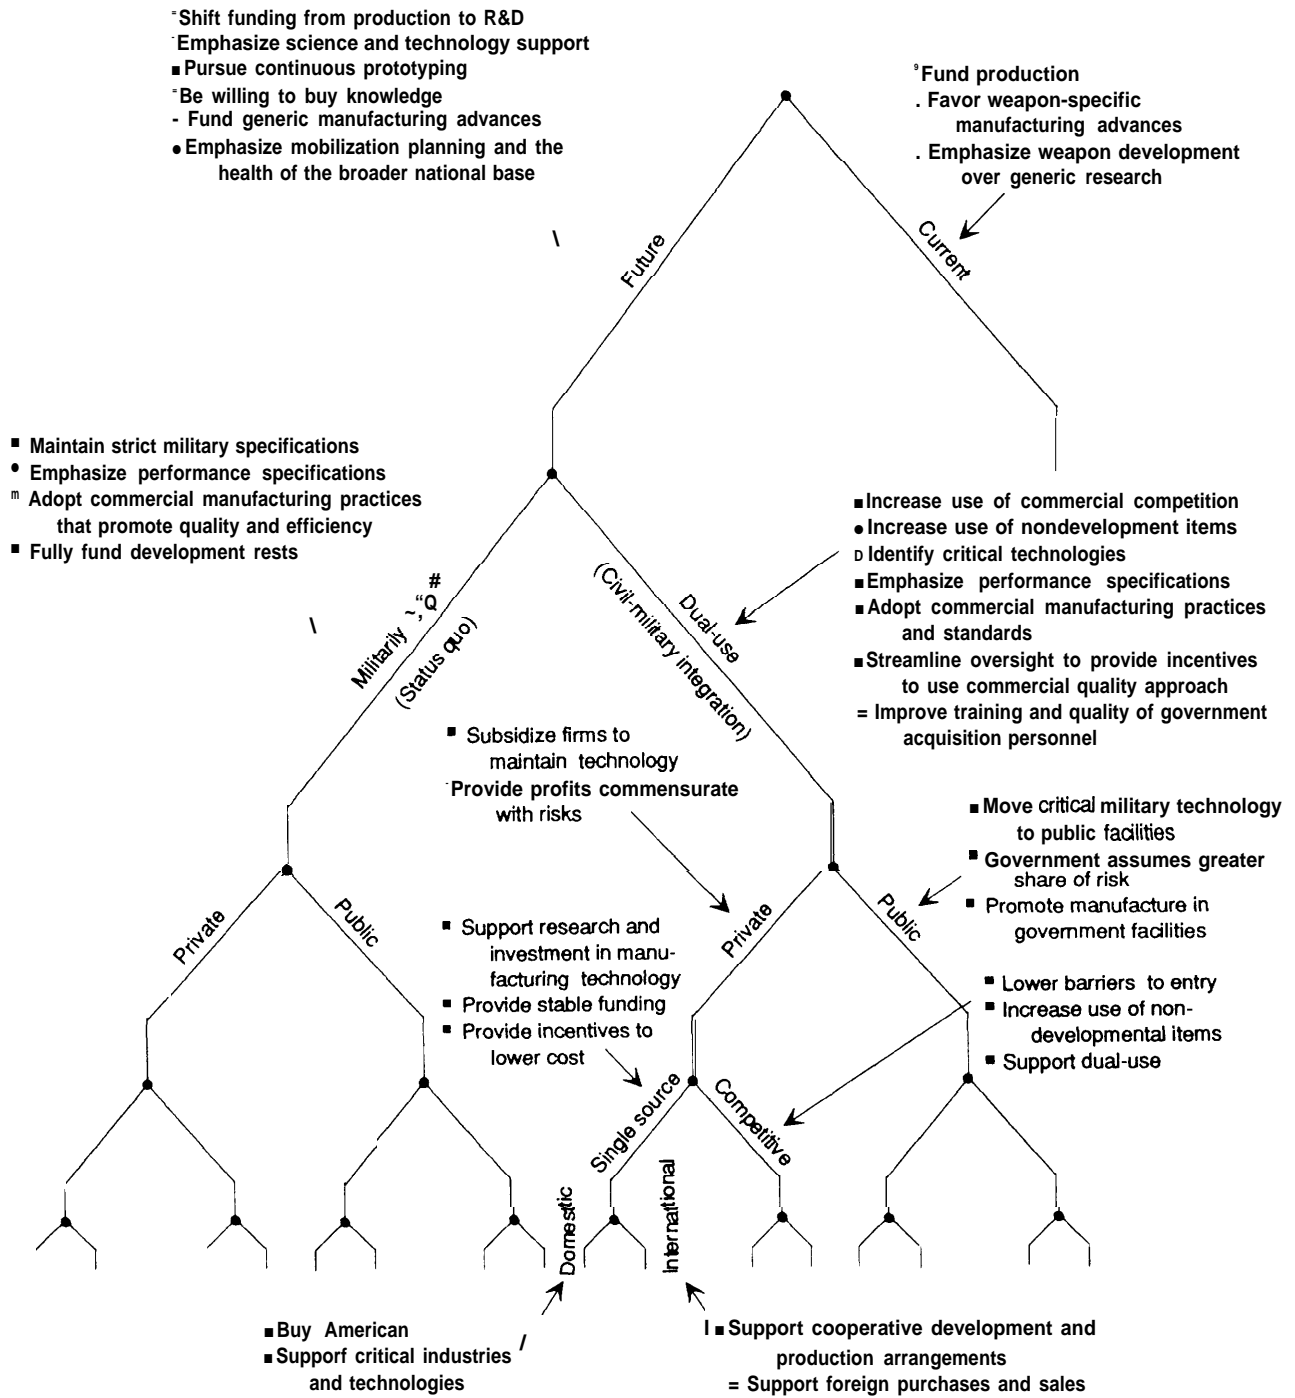 Shift funding from production to R&D
Emphasize science and technology support
■ Pursue continuous prototyping
Be willing to buy knowledge
- Fund generic manufacturing advances
● Emphasize mobilization planning and the
health of the broader national base
Fund production
. Favor weapon-specific
manufacturing advances
. Emphasize weapon development
over generic research
Future
Current
■ Maintain strict military specifications
● Emphasize performance specifications
m Adopt commercial manufacturing practices
that promote quality and efficiency
■ Fully fund development rests
■ Increase use of commercial competition
● Increase use of nondevelopment items
D Identify critical technologies
■ Emphasize performance specifications
■ Adopt commercial manufacturing practices
and standards
■ Streamline oversight to provide incentives
to use commercial quality approach
= Improve training and quality of government
acquisition personnel
Militarily
(Status quo)
Dual-use
(Civil-military integration)
■ Subsidize firms to
maintain technology
Provide profits commensurate
with risks
■ Move critical military technology
to public facilities
■ Government assumes greater
share of risk
■ Promote manufacture in
government facilities
Private
Public
Private
Public
■ Support research and
investment in manu-
facturing technology
■ Provide stable funding
■ Provide incentives to
lower cost
■ Lower barriers to entry
■ Increase use of non-
developmental items
■ Support dual-use
Single source
Competitive
Domestic
International
■ Buy American
■ Supporf critical industries
and technologies
■ Support cooperative development and
production arrangements
= Support foreign purchases and sales